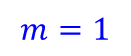 m = 1